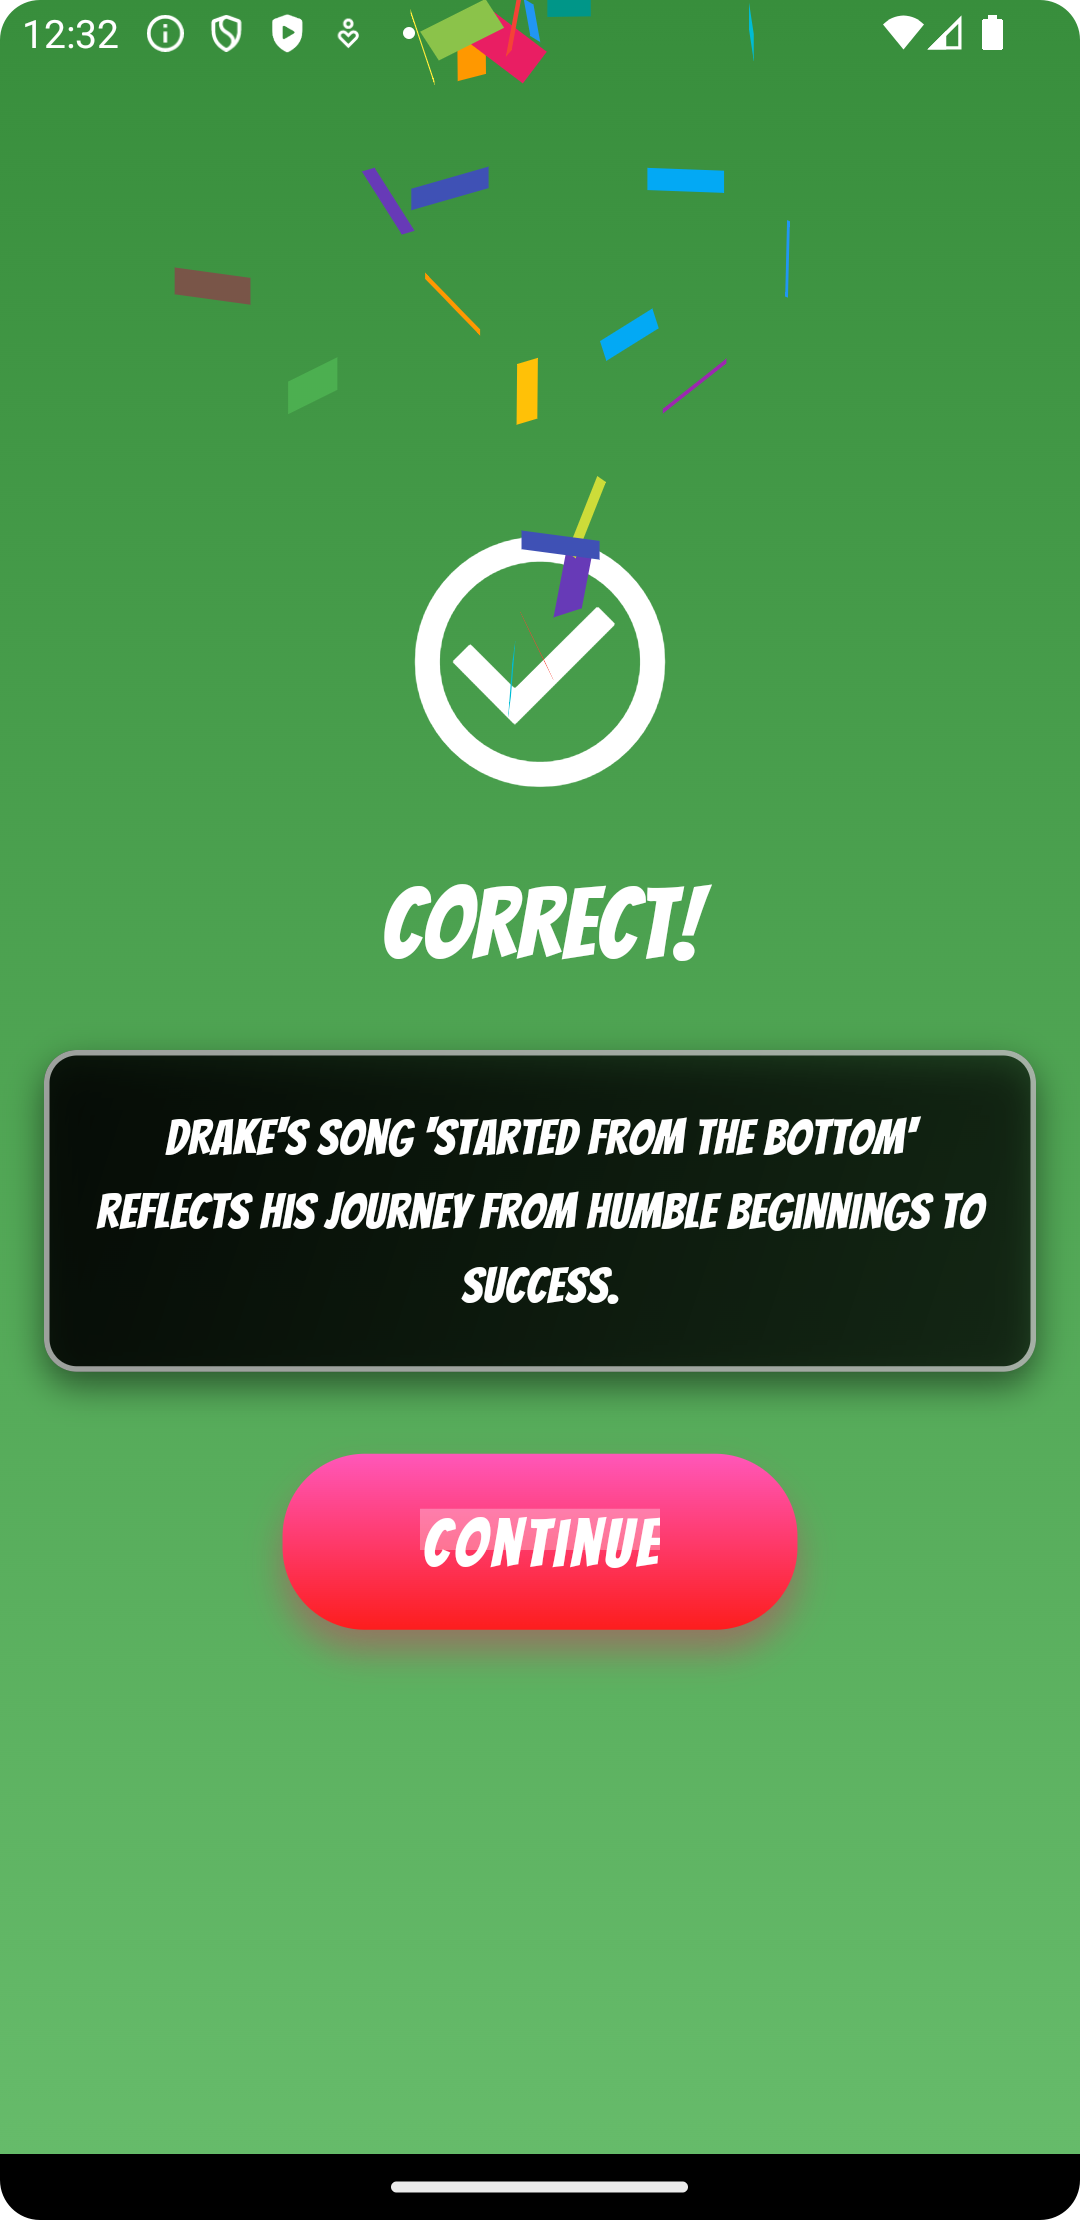 12:32
CORRECT!
DRAKE'S SONG 'STARTED FROM THE BOTTOM'
REFLECTS HIS JOURNEY FROM HUMBLE BEGINNINGS TO
SUCCESS.
CONTINUE